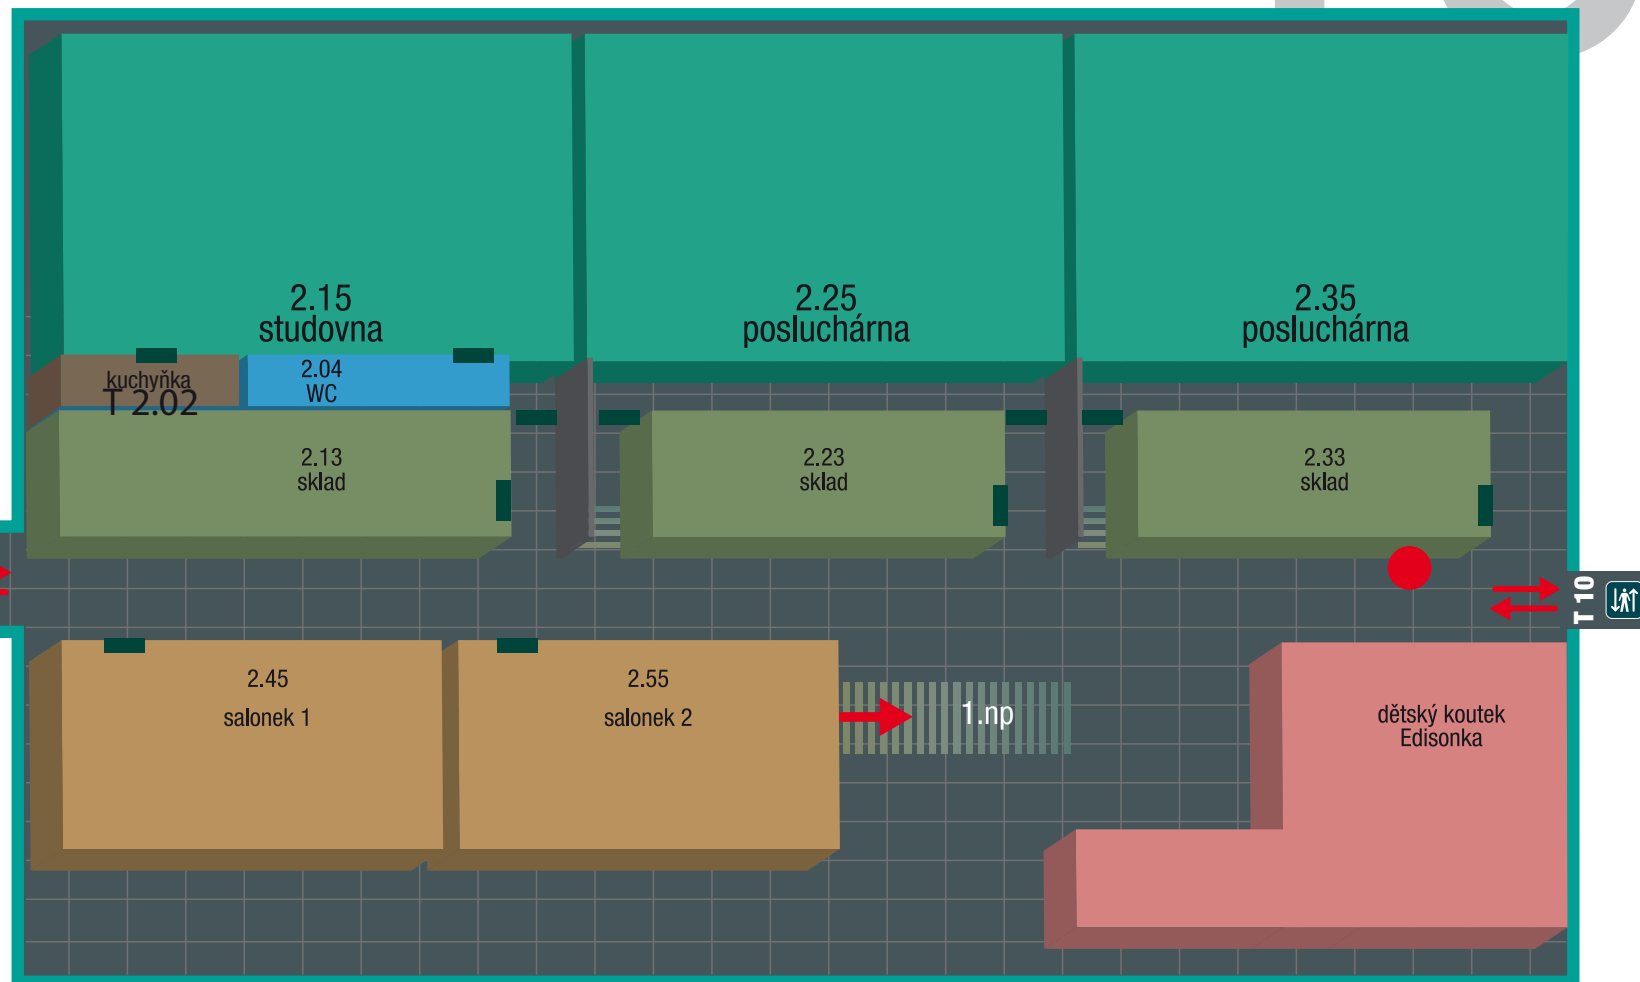 2.15
studovna
2.25
posluchárna
2.35
posluchárna
kuchyňka
T 2.02
2.04
WC
2.13
sklad
2.23
sklad
2.33
sklad
T 10
2.45
salonek 1
2.55
salonek 2
1.np
dětský koutek
Edisonka